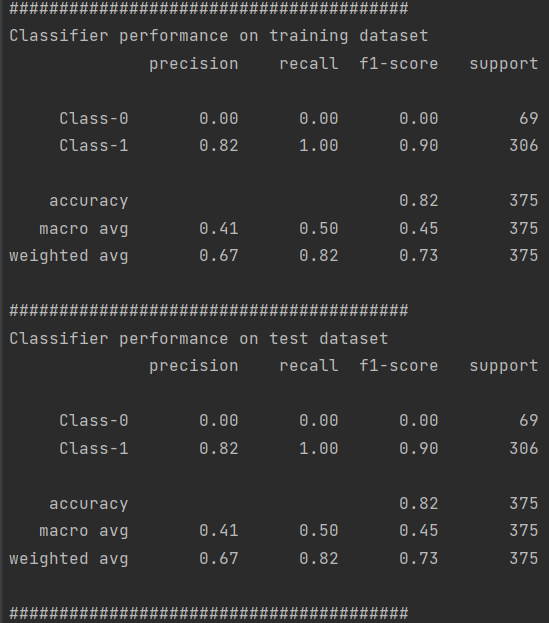 ########################################
Classifier performance on training dataset
              precision    recall  f1-score   support

     Class-0       0.00      0.00      0.00        69
     Class-1       0.82      1.00      0.90       306

    accuracy                           0.82       375
   macro avg       0.41      0.50      0.45       375
weighted avg       0.67      0.82      0.73       375

########################################
Classifier performance on test dataset
              precision    recall  f1-score   support

     Class-0       0.00      0.00      0.00        69
     Class-1       0.82      1.00      0.90       306

    accuracy                           0.82       375
   macro avg       0.41      0.50      0.45       375
weighted avg       0.67      0.82      0.73       375

########################################